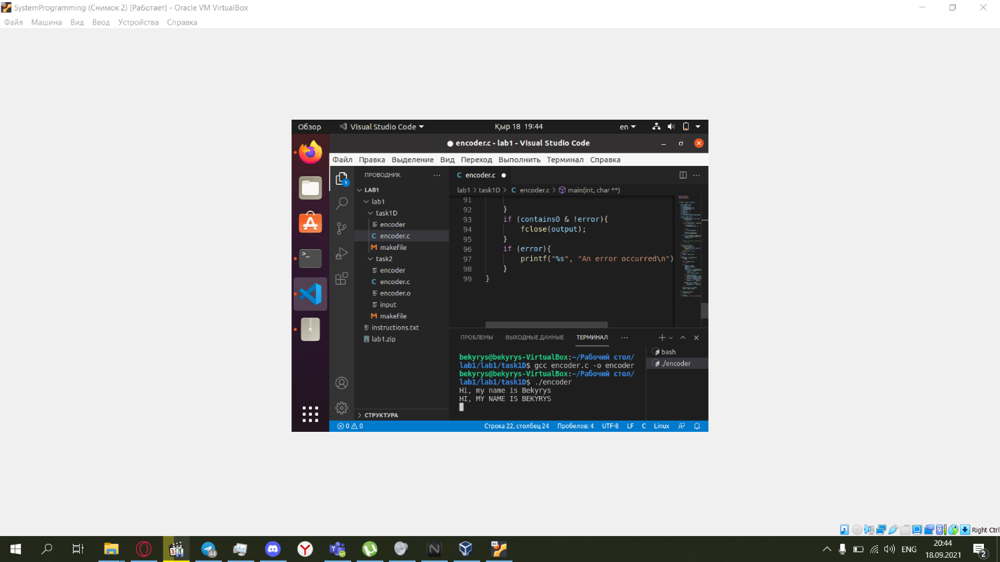 SystemProgramming (Снимок 2) [Работает] - Oracle VM VirtualBox
Файл Машина Вид Ввод Устройства Справка
Обзор Visual Studio Code Қыр 18 19:44 en
● encoder.c - lab1 - Visual Studio Code
Файл Правка Выделение Вид Переход Выполнить Терминал Справка
1
ПРОВОДНИК ···
LAB1
lab1
task1D
encoder
C encoder.c
M makefile
task2
encoder
C encoder.c
encoder.o
input
M makefile
instructions.txt
lab1.zip
СТРУКТУРА
C encoder.c ●
lab1 > task1D > C encoder.c > main(int, char **)
91
92 }
93 if (containsO & !error){
94 fclose(output);
95 }
96 if (error){
97 printf("%s", "An error occurred\n")
98 }
99 }
ПРОБЛЕМЫ ВЫХОДНЫЕ ДАННЫЕ ТЕРМИНАЛ ···
bekyrys@bekyrys-VirtualBox:~/Рабочий стол/
lab1/lab1/task1D$ gcc encoder.c -o encoder
bekyrys@bekyrys-VirtualBox:~/Рабочий стол/
lab1/lab1/task1D$ ./encoder
Hi, my name is Bekyrys
HI, MY NAME IS BEKYRYS
bash
./encoder
0 0 Строка 22, столбец 24 Пробелов: 4 UTF-8 LF C Linux
Right Ctrl
44 ENG 20:44
18.09.2021 2